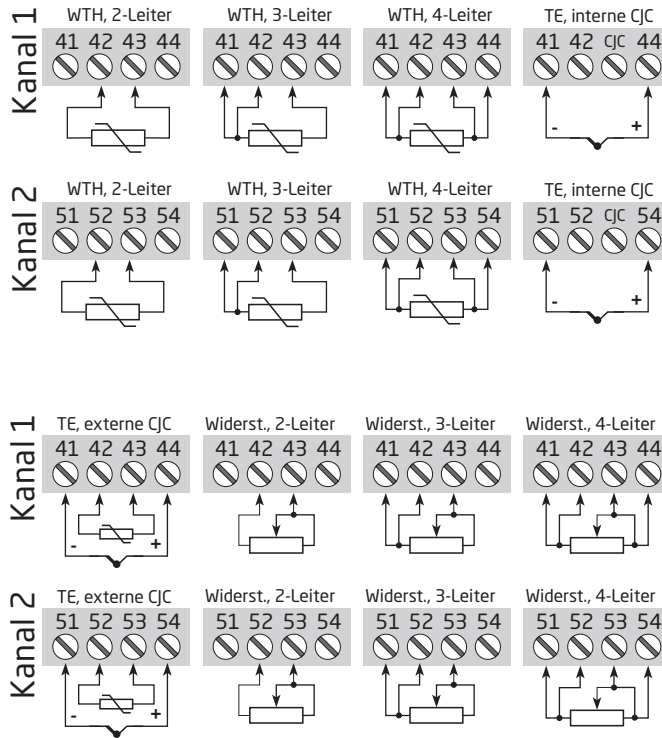 Kanal 1
WTH, 2-Leiter
WTH, 3-Leiter
WTH, 4-Leiter
TE, interne CJC
41 42 43 44
41 42 43 44
41 42 43 44
41 42 CJC 44
- +
Kanal 2
WTH, 2-Leiter
WTH, 3-Leiter
WTH, 4-Leiter
TE, interne CJC
51 52 53 54
51 52 53 54
51 52 53 54
51 52 CJC 54
- +
Kanal 1
TE, externe CJC
Widerst., 2-Leiter
Widerst., 3-Leiter
Widerst., 4-Leiter
41 42 43 44
41 42 43 44
41 42 43 44
41 42 43 44
- +
Kanal 2
TE, externe CJC
Widerst., 2-Leiter
Widerst., 3-Leiter
Widerst., 4-Leiter
51 52 53 54
51 52 53 54
51 52 53 54
51 52 53 54
- +